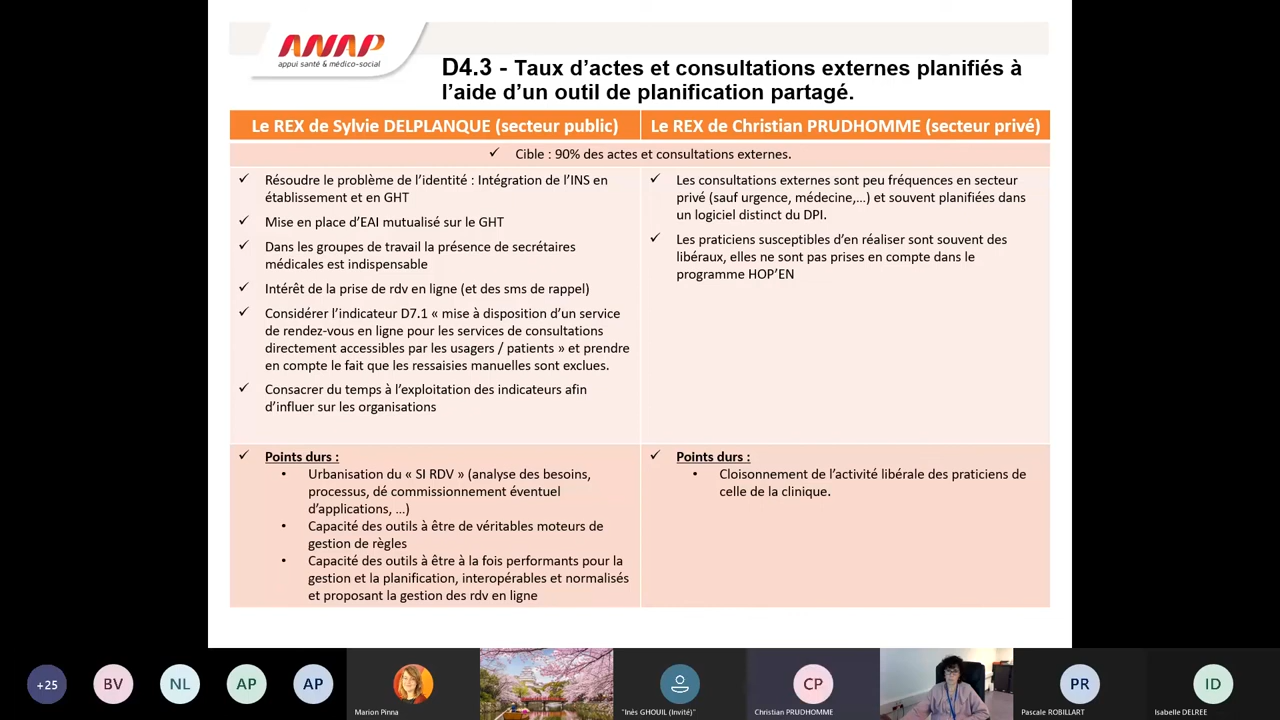 ANAP
appui santé & médico-social
D4.3 - Taux d'actes et consultations externes planifiés à
l'aide d'un outil de planification partagé.
Le REX de Sylvie DELPLANQUE (secteur public)
Le REX de Christian PRUDHOMME (secteur privé)
✓ Cible : 90% des actes et consultations externes.
✓ Résoudre le problème de l'identité : Intégration de l'INS en
établissement et en GHT
✓ Mise en place d'EAI mutualisé sur le GHT
✓ Dans les groupes de travail la présence de secrétaires
médicales est indispensable
✓ Intérêt de la prise de rdv en ligne (et des sms de rappel)
✓ Considérer l'indicateur D7.1 « mise à disposition d'un service
de rendez-vous en ligne pour les services de consultations
directement accessibles par les usagers / patients » et prendre
en compte le fait que les ressaisies manuelles sont exclues.
✓ Consacrer du temps à l'exploitation des indicateurs afin
d'influer sur les organisations
✓ Les consultations externes sont peu fréquences en secteur
privé (sauf urgence, médecine,...) et souvent planifiées dans
un logiciel distinct du DPI.
✓ Les praticiens susceptibles d'en réaliser sont souvent des
libéraux, elles ne sont pas prises en compte dans le
programme HOP'EN
✓ Points durs :
• Urbanisation du « SI RDV » (analyse des besoins,
processus, dé commissionnement éventuel
d'applications, ...)
• Capacité des outils à être de véritables moteurs de
gestion de règles
• Capacité des outils à être à la fois performants pour la
gestion et la planification, interopérables et normalisés
et proposant la gestion des rdv en ligne
✓ Points durs :
• Cloisonnement de l'activité libérale des praticiens de
celle de la clinique.
+25
BV
NL
AP
AP
Marion Pinna
"Inès GHOUIL (Invité)"
CP
Christian PRUDHOMME
PR
Pascale ROBILLART
ID
Isabelle DELREE